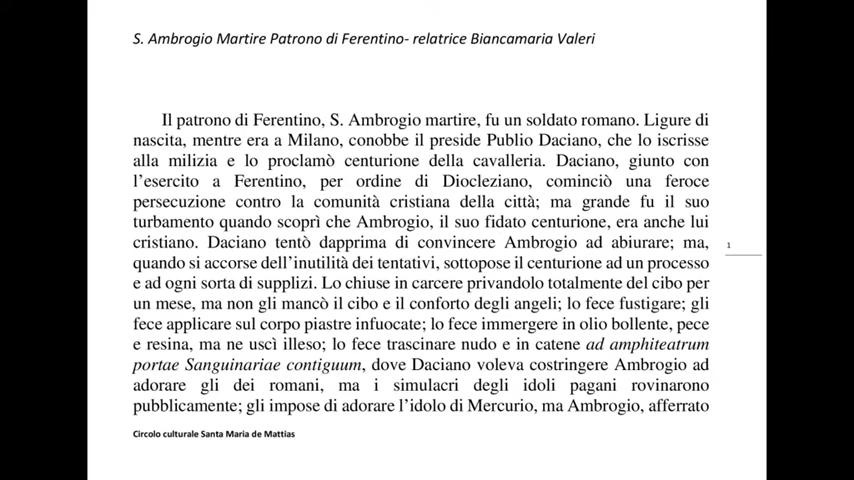 S. Ambrogio Martire Patrono di Ferentino- relatrice Biancamaria Valeri
Il patrono di Ferentino, S. Ambrogio martire, fu un soldato romano. Ligure di
nascita, mentre era a Milano, conobbe il preside Publio Daciano, che lo iscrisse
alla milizia e lo proclamò centurione della cavalleria. Daciano, giunto con
l’esercito a Ferentino, per ordine di Diocleziano, cominciò una feroce
persecuzione contro la comunità cristiana della città; ma grande fu il suo
turbamento quando scoprì che Ambrogio, il suo fidato centurione, era anche lui
cristiano. Daciano tentò dapprima di convincere Ambrogio ad abiurare; ma,
quando si accorse dell’inutilità dei tentativi, sottopose il centurione ad un processo
e ad ogni sorta di supplizi. Lo chiuse in carcere privandolo totalmente del cibo per
un mese, ma non gli mancò il cibo e il conforto degli angeli; lo fece fustigare; gli
fece applicare sul corpo piastre infuocate; lo fece immergere in olio bollente, pece
e resina, ma ne uscì illeso; lo fece trascinare nudo e in catene ad amphiteatrum
portae Sanguinariae contiguum, dove Daciano voleva costringere Ambrogio ad
adorare gli dei romani, ma i simulacri degli idoli pagani rovinarono
pubblicamente; gli impose di adorare l’idolo di Mercurio, ma Ambrogio, afferrato
1
Circolo culturale Santa Maria de Mattias